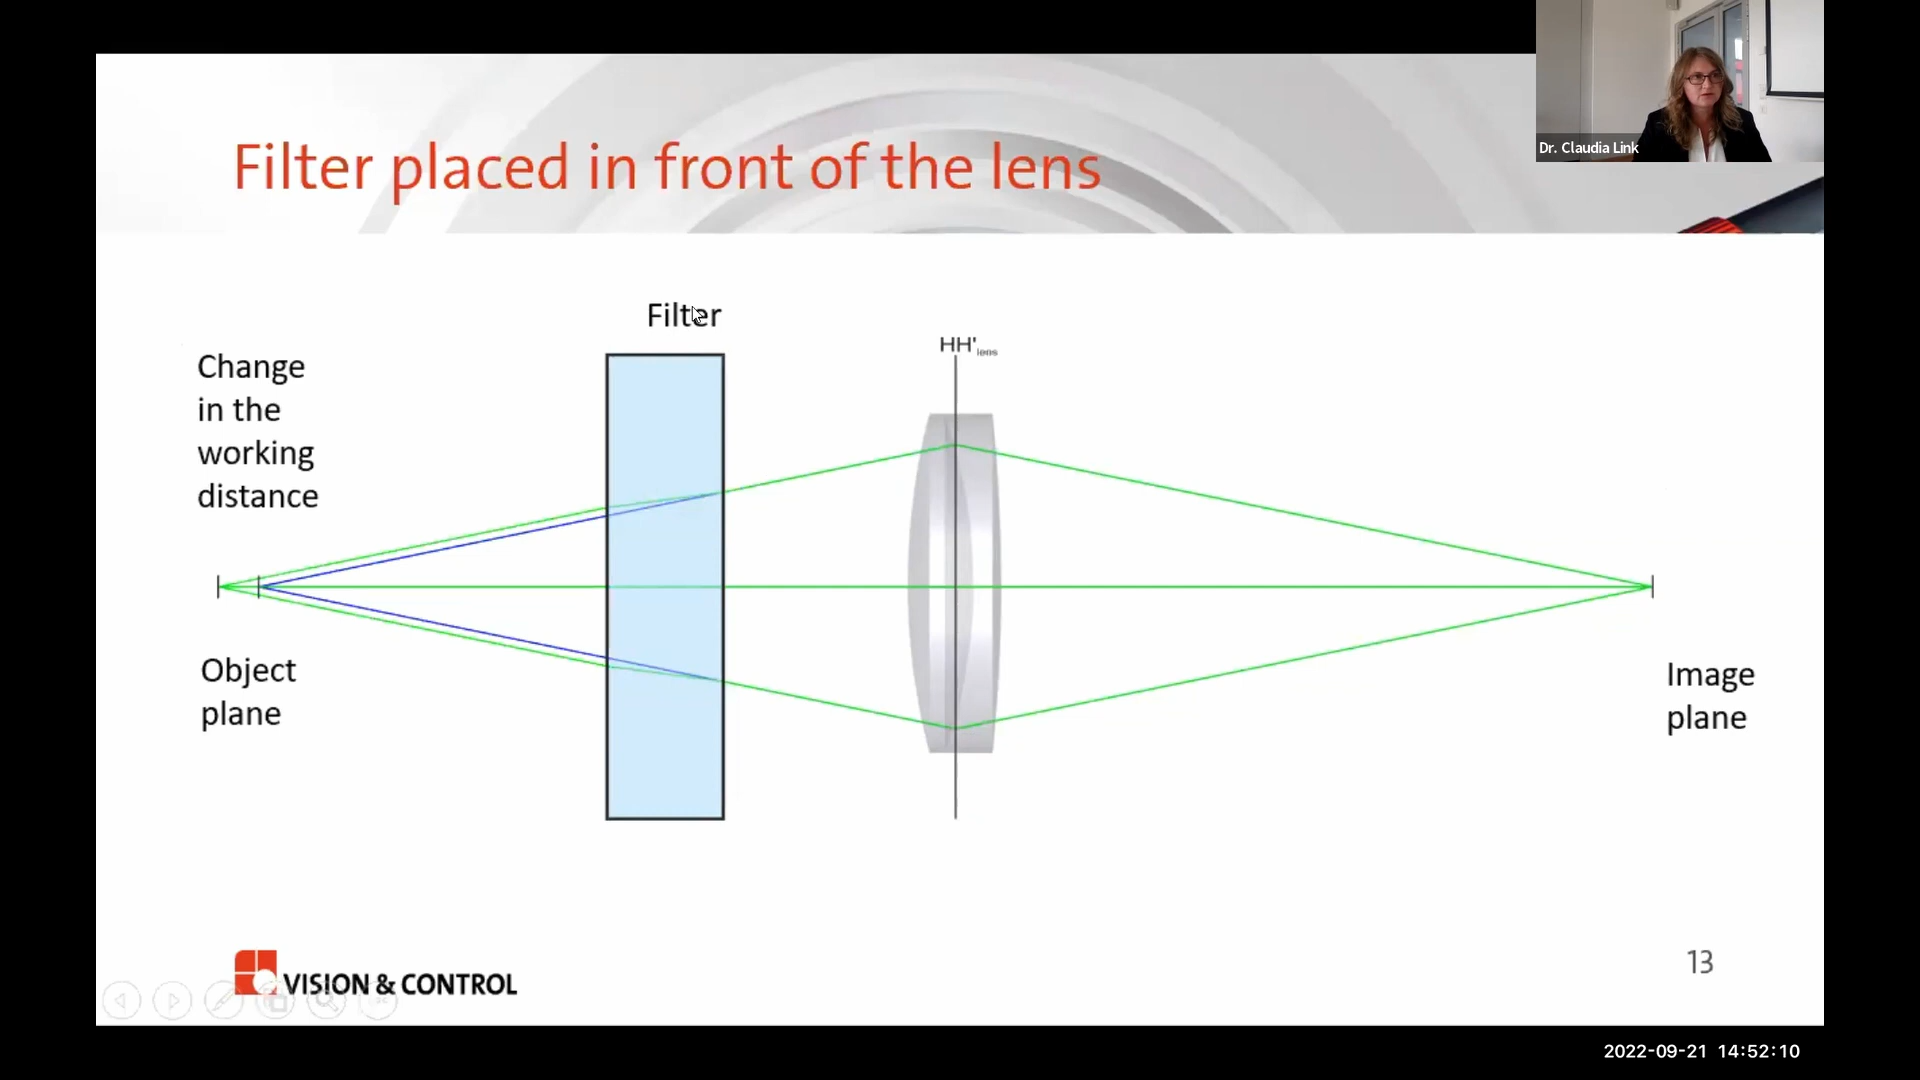 Filter placed in front of the lens
Dr. Claudia Link
Filter
HH'lens
Change
in the
working
distance
Object
plane
Image
plane
VISION & CONTROL
13
2022-09-21 14:52:10